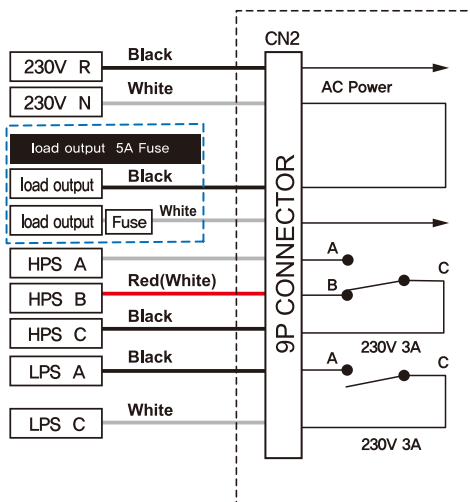 CN2
Black
230V R
White
230V N
AC Power
load output 5A Fuse
Black
load output
White
load output
Fuse
9P CONNECTOR
HPS A
A
C
Red(White)
HPS B
B
Black
HPS C
230V 3A
Black
LPS A
A
C
White
LPS C
230V 3A